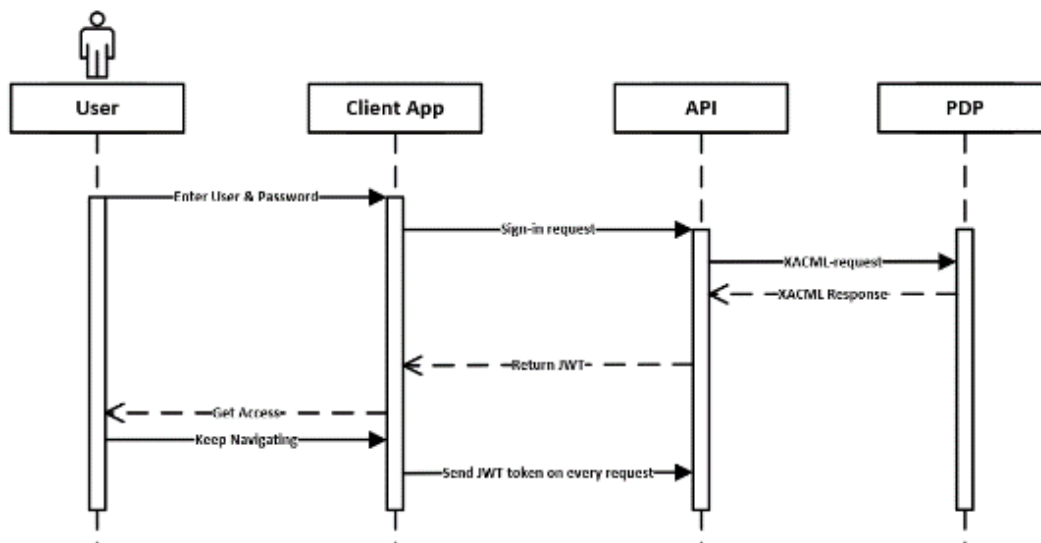 User
Client App
API
PDP
Enter User & Password
Sign-in request
XACML-request
XACML Response
Return JWT
Get Access
Keep Navigating
Send JWT token on every request